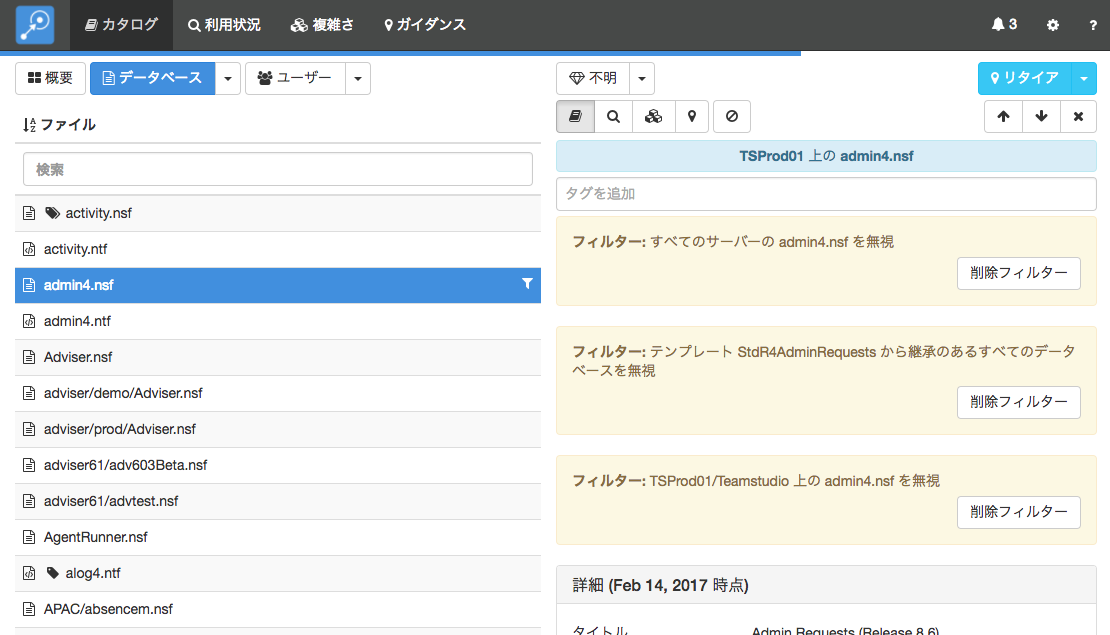 カタログ 利用状況 複雑さ ガイダンス 3 ?
概要 データベース ユーザー
ファイル
検索
activity.nsf
activity.ntf
admin4.nsf
admin4.ntf
Adviser.nsf
adviser/demo/Adviser.nsf
adviser/prod/Adviser.nsf
adviser61/adv603Beta.nsf
adviser61/advtest.nsf
AgentRunner.nsf
alog4.ntf
APAC/absencem.nsf
不明 リタイア
TSProd01 上の admin4.nsf
タグを追加
フィルター: すべてのサーバーの admin4.nsf を無視
削除フィルター
フィルター: テンプレート StdR4AdminRequests から継承のあるすべてのデータ
ベースを無視
削除フィルター
フィルター: TSProd01/Teamstudio 上の admin4.nsf を無視
削除フィルター
詳細 (Feb 14, 2017 時点)
タイトル Admin Requests (Release 8.6)